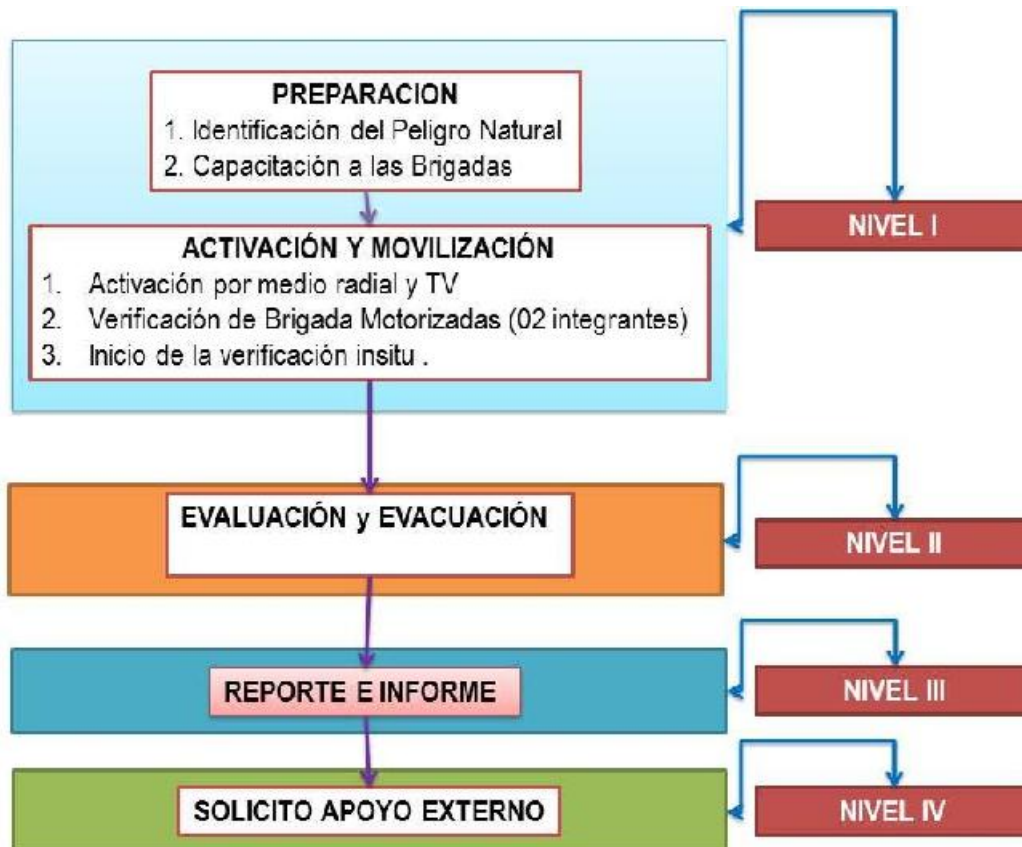 PREPARACION
1. Identificación del Peligro Natural
2. Capacitación a las Brigadas
ACTIVACIÓN Y MOVILIZACIÓN
1. Activación por medio radial y TV
2. Verificación de Brigada Motorizadas (02 integrantes)
3. Inicio de la verificación insitu .
NIVEL I
EVALUACIÓN y EVACUACIÓN
NIVEL II
REPORTE E INFORME
NIVEL III
SOLICITO APOYO EXTERNO
NIVEL IV